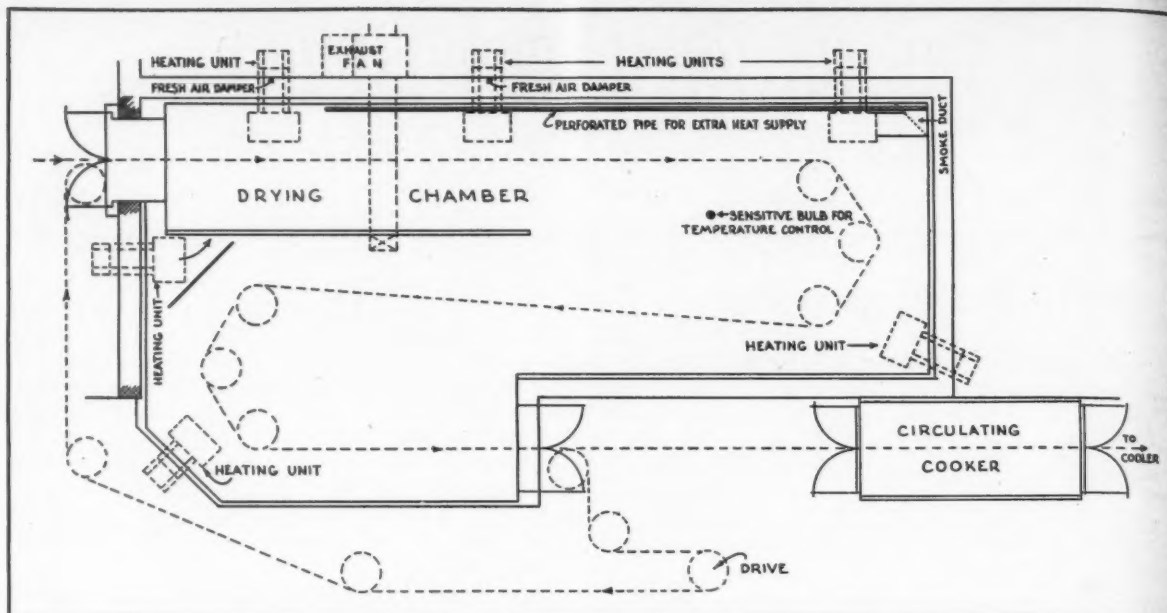 EXHAUST
FAN
HEATING UNIT
HEATING UNITS
FRESH AIR DAMPER
FRESH AIR DAMPER
PERFORATED PIPE FOR EXTRA HEAT SUPPLY
SMOKE DUCT
DRYING CHAMBER
SENSITIVE BULB FOR
TEMPERATURE CONTROL
HEATING UNIT
HEATING UNIT
HEATING UNIT
CIRCULATING
COOKER
TO
COOLER
DRIVE